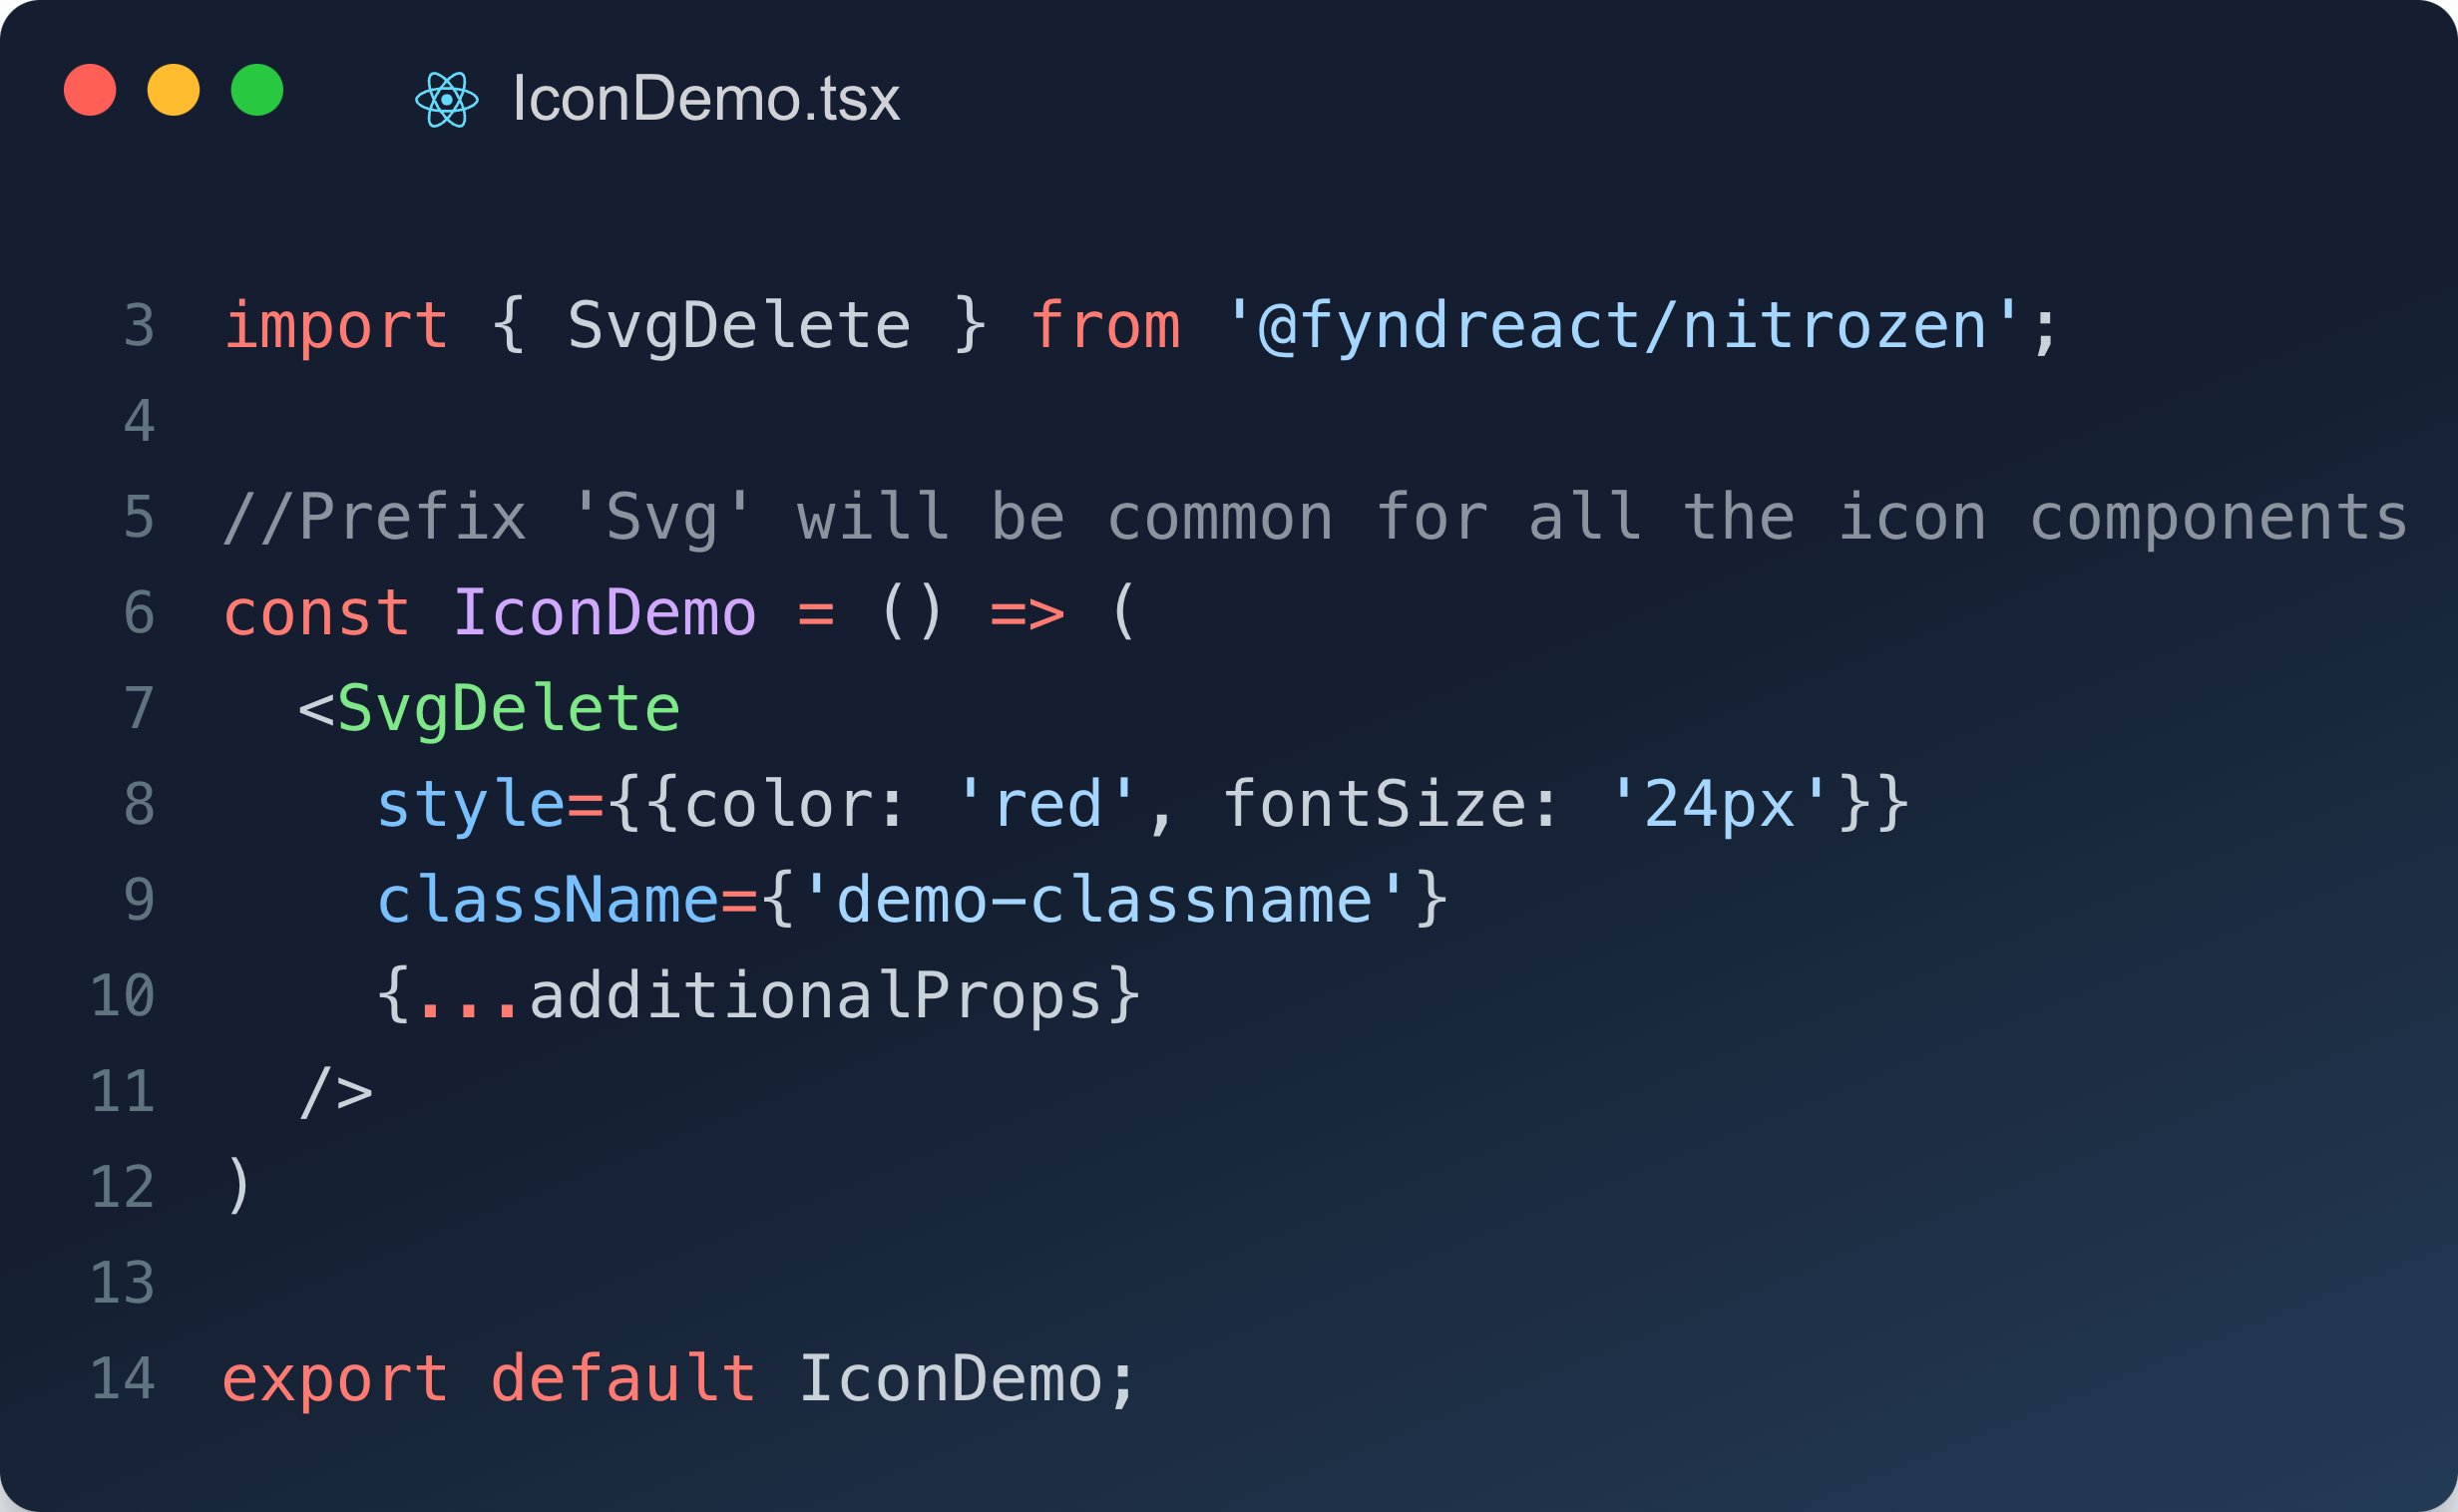 IconDemo.tsx
3 import { SvgDelete } from '@fyndreact/nitrozen';
4
5 //Prefix 'Svg' will be common for all the icon components
6 const IconDemo = () => (
7   <SvgDelete
8     style={{color: 'red', fontSize: '24px'}}
9     className={'demo-classname'}
10     {...additionalProps}
11   />
12 )
13
14 export default IconDemo;